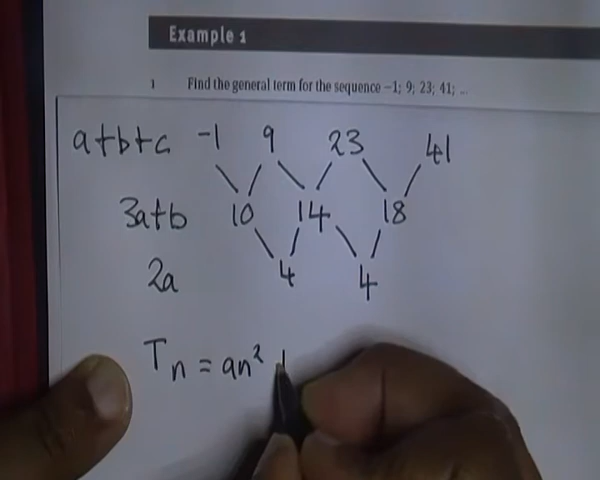 Example 1
1 Find the general term for the sequence −1; 9; 23; 41; ...
a+b+c -1 9 23 41
3a+b 10 14 18
2a 4 4
Tn = an²